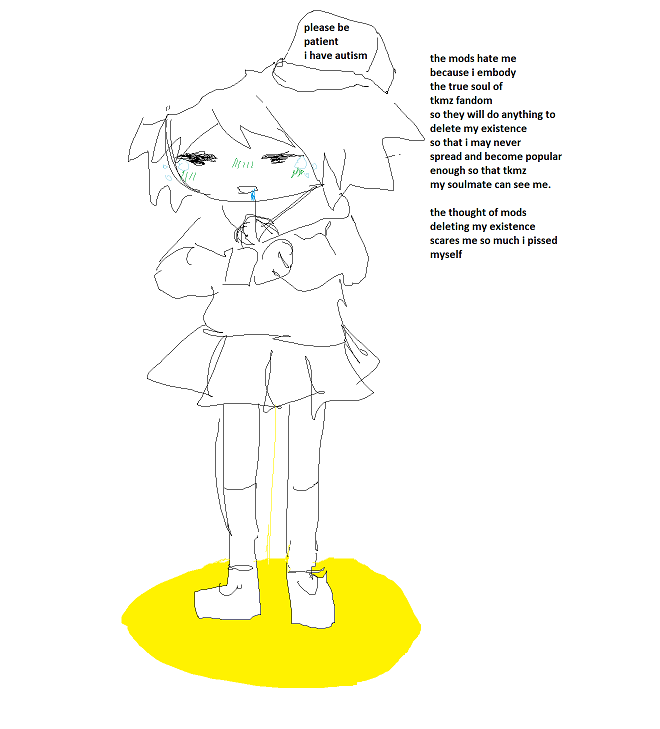 please be
patient
i have autism
the mods hate me
because i embody
the true soul of
tkmz fandom
so they will do anything to
delete my existence
so that i may never
spread and become popular
enough so that tkmz
my soulmate can see me.
the thought of mods
deleting my existence
scares me so much i pissed
myself